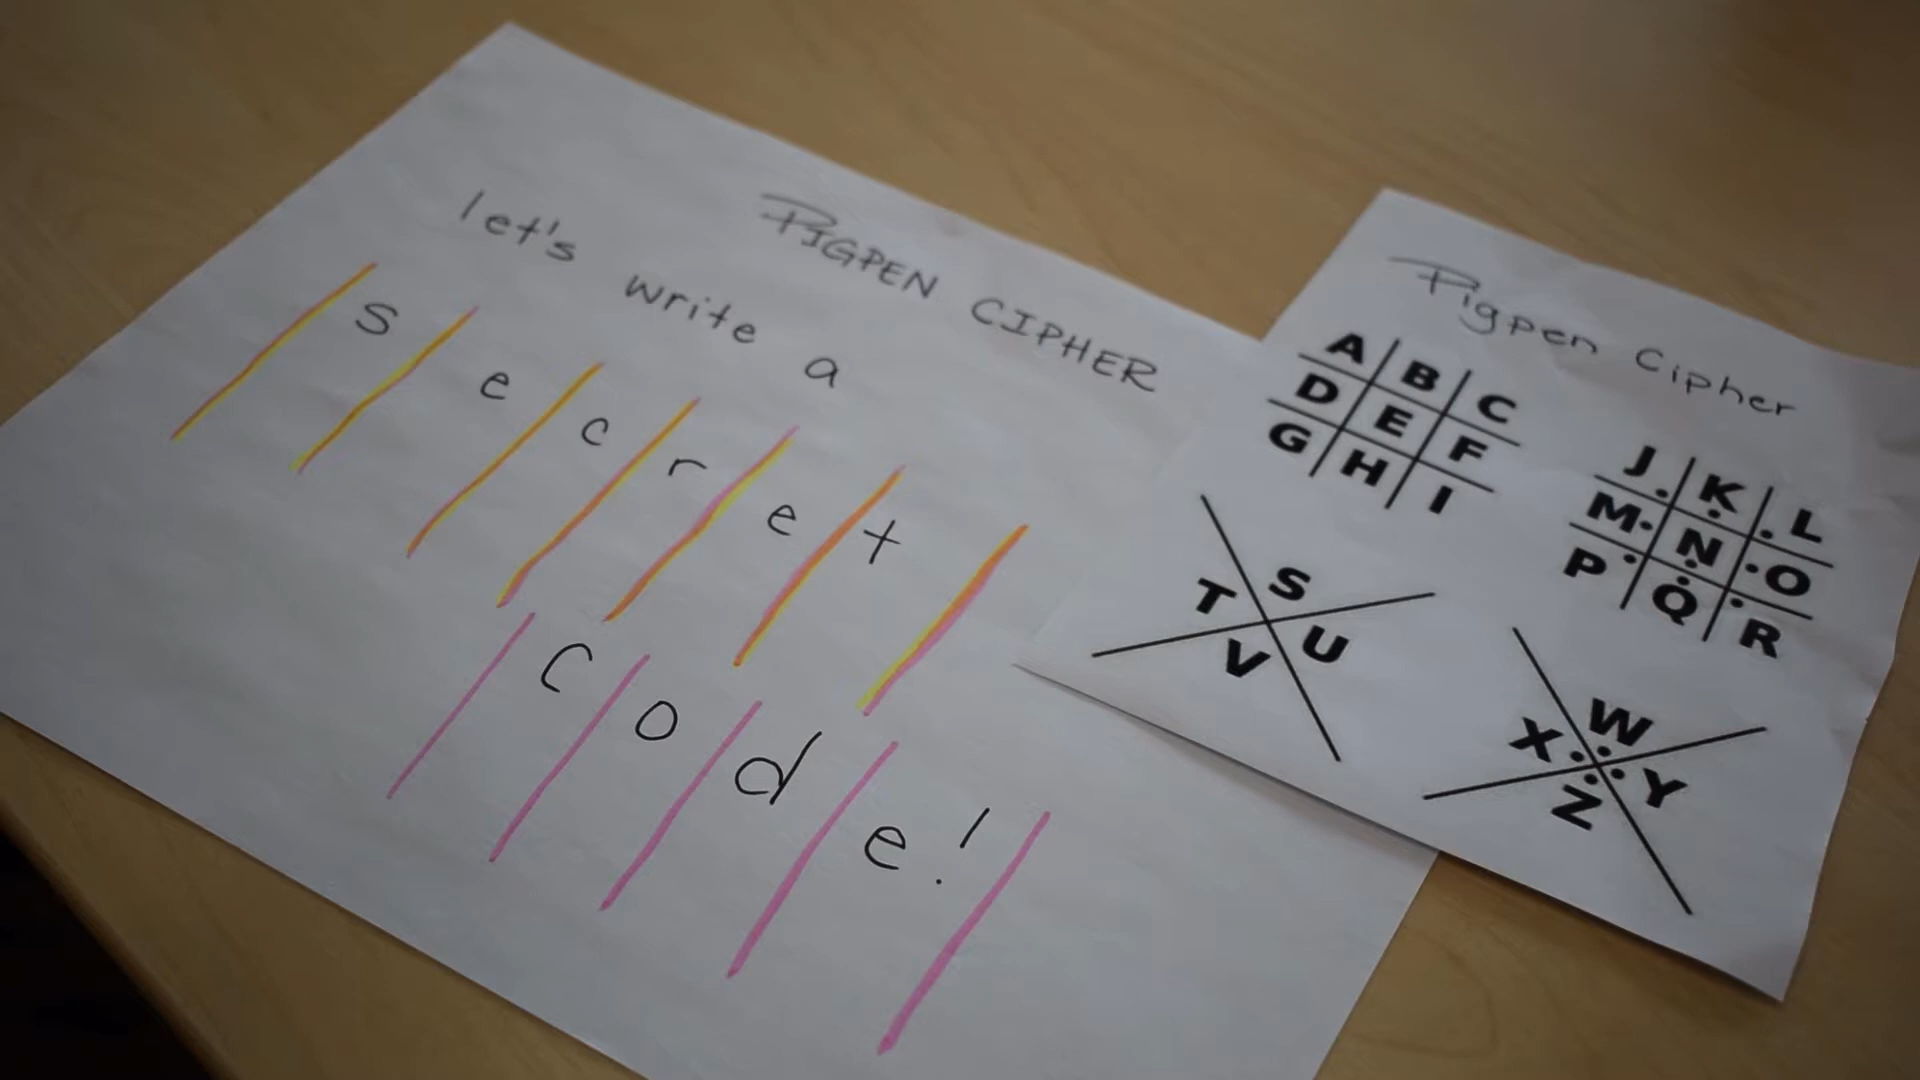 PIGPEN CIPHER
let's write a
secret
Code!
Pigpen Cipher
A B C
D E F
G H I
J K L
M N O
P Q R
S
T U
V
W
X Y
Z